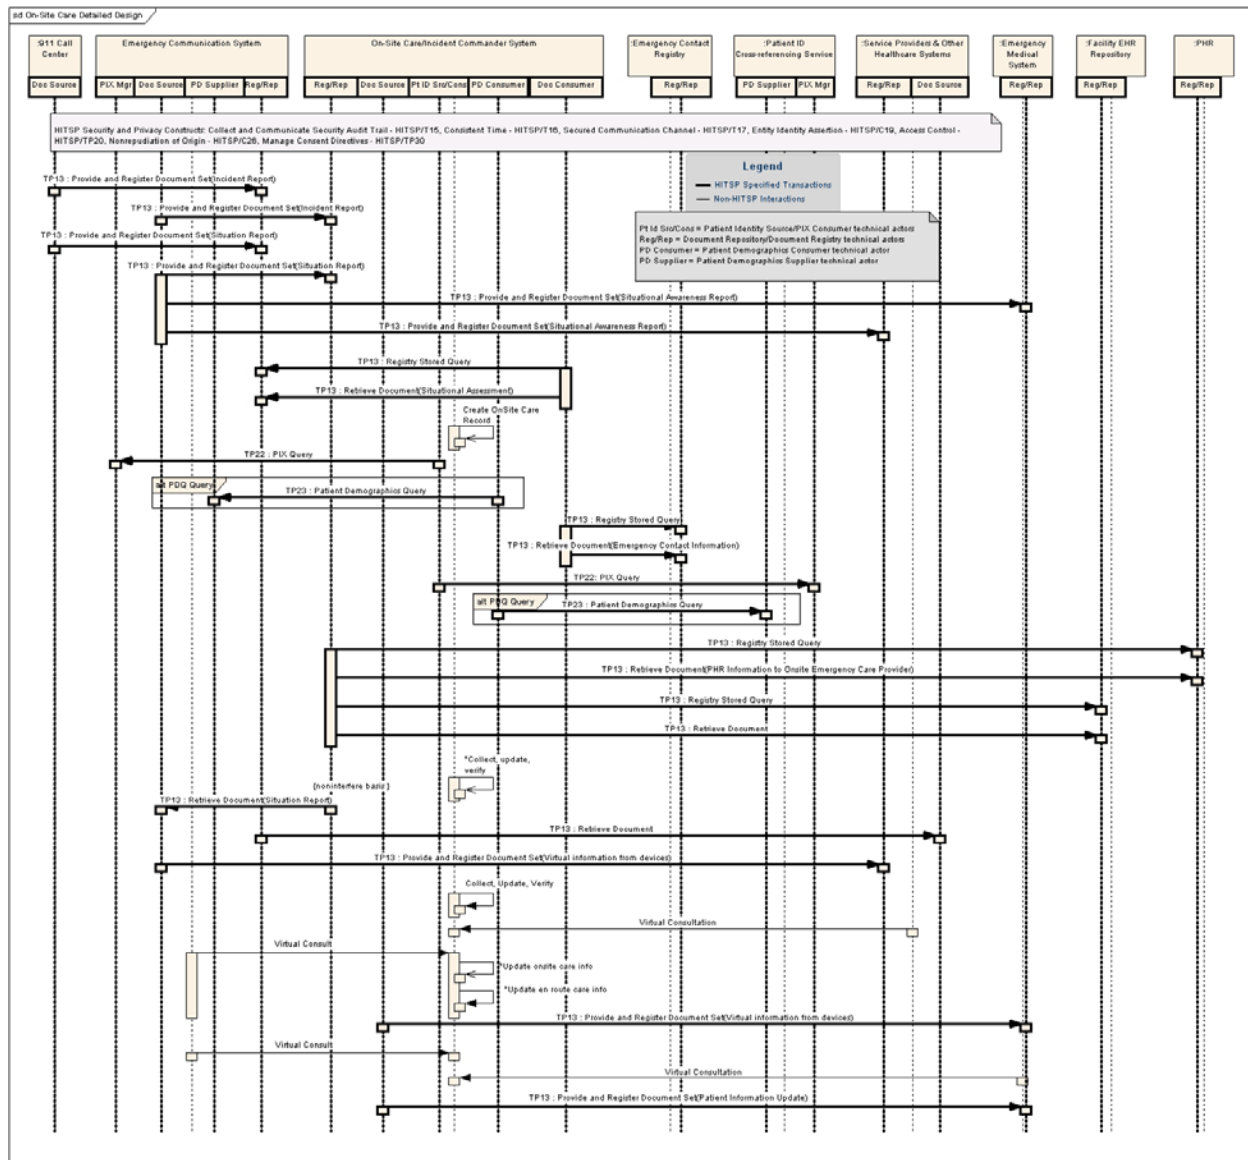 sd On-Site Care Detailed Design
:911 Call
Center
Emergency Communication System
On-Site Care/Incident Commander System
:Emergency Contact
Registry
:Patient ID
Cross-referencing Service
:Service Providers & Other
Healthcare Systems
:Emergency
Medical
System
:Facility EHR
Repository
:PHR
Doc Source
PIX Mgr
Doc Source
PD Supplier
Reg/Rep
Reg/Rep
Doc Source
Pt ID Src/Cons
PD Consumer
Doc Consumer
Reg/Rep
PD Supplier
PIX Mgr
Reg/Rep
Doc Source
Reg/Rep
Reg/Rep
Reg/Rep
HITSP Security and Privacy Constructs: Collect and Communicate Security Audit Trail - HITSP/T15, Consistent Time - HITSP/T16, Secured Communication Channel - HITSP/T17, Entity Identity Assertion - HITSP/C19, Access Control -
HITSP/TP20, Nonrepudiation of Origin - HITSP/C26, Manage Consent Directives - HITSP/TP30
Legend
HITSP Specified Transactions
Non-HITSP Interactions
TP13 : Provide and Register Document Set(Incident Report)
TP13 : Provide and Register Document Set(Incident Report)
Pt Id Src/Cons = Patient Identity Source/PIX Consumer technical actors
Reg/Rep = Document Repository/Document Registry technical actors
PD Consumer = Patient Demographics Consumer technical actor
PD Supplier = Patient Demographics Supplier technical actor
TP13 : Provide and Register Document Set(Situation Report)
TP13 : Provide and Register Document Set(Situation Report)
TP13 : Provide and Register Document Set(Situational Awareness Report)
TP13 : Provide and Register Document Set(Situational Awareness Report)
TP13 : Registry Stored Query
TP13 : Retrieve Document(Situational Assessment)
Create OnSite Care
Record
TP22 : PIX Query
alt PDQ Query
TP23 : Patient Demographics Query
TP13 : Registry Stored Query
TP13 : Retrieve Document(Emergency Contact Information)
TP22: PIX Query
alt PDQ Query
TP23 : Patient Demographics Query
TP13 : Registry Stored Query
TP13 : Retrieve Document(PHR Information to Onsite Emergency Care Provider)
TP13 : Registry Stored Query
TP13 : Retrieve Document
*Collect, update,
verify
{noninterfere basis}
TP13 : Retrieve Document(Situation Report)
TP13 : Retrieve Document
TP13 : Provide and Register Document Set(Virtual information from devices)
Collect, Update, Verify
Virtual Consultation
Virtual Consult
*Update onsite care info
*Update en route care info
TP13 : Provide and Register Document Set(Virtual information from devices)
Virtual Consult
Virtual Consultation
TP13 : Provide and Register Document Set(Patient Information Update)